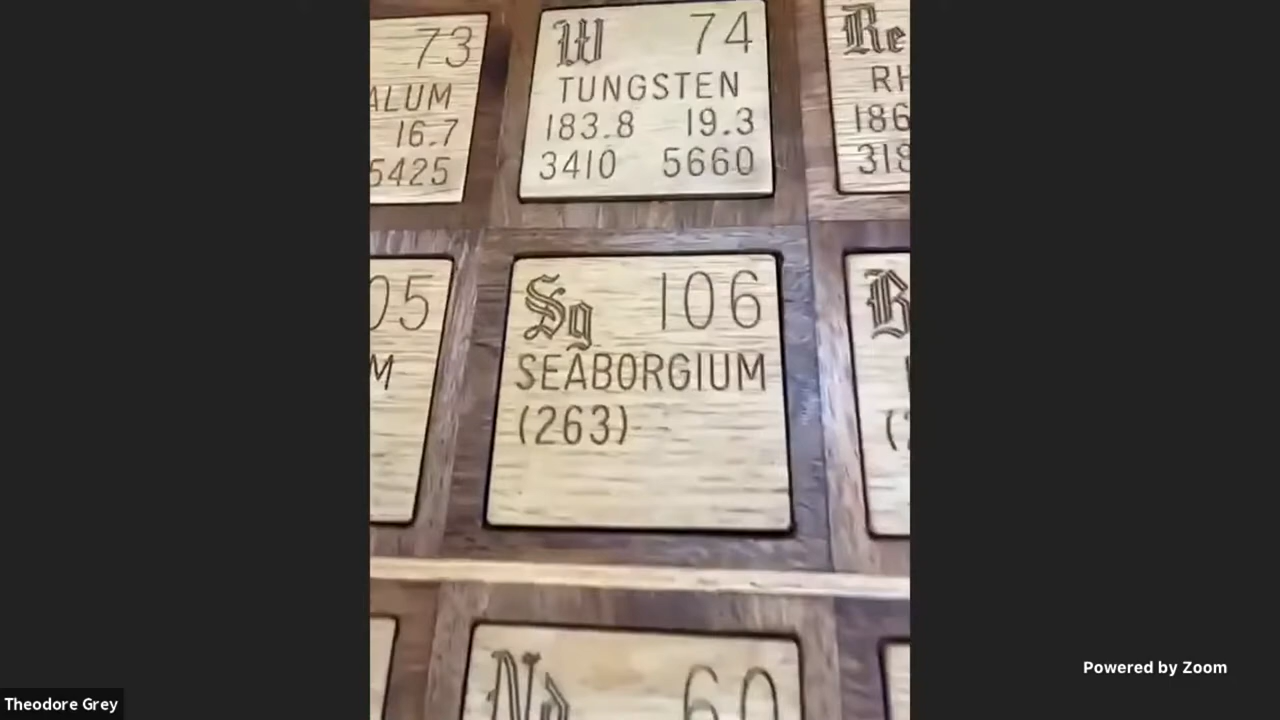 73
ALUM
16.7
5425
W 74
TUNGSTEN
183.8 19.3
3410 5660
Re
RH
186
318
05
M
Sg 106
SEABORGIUM
(263)
B
(2
Nd 60
Theodore Grey
Powered by Zoom